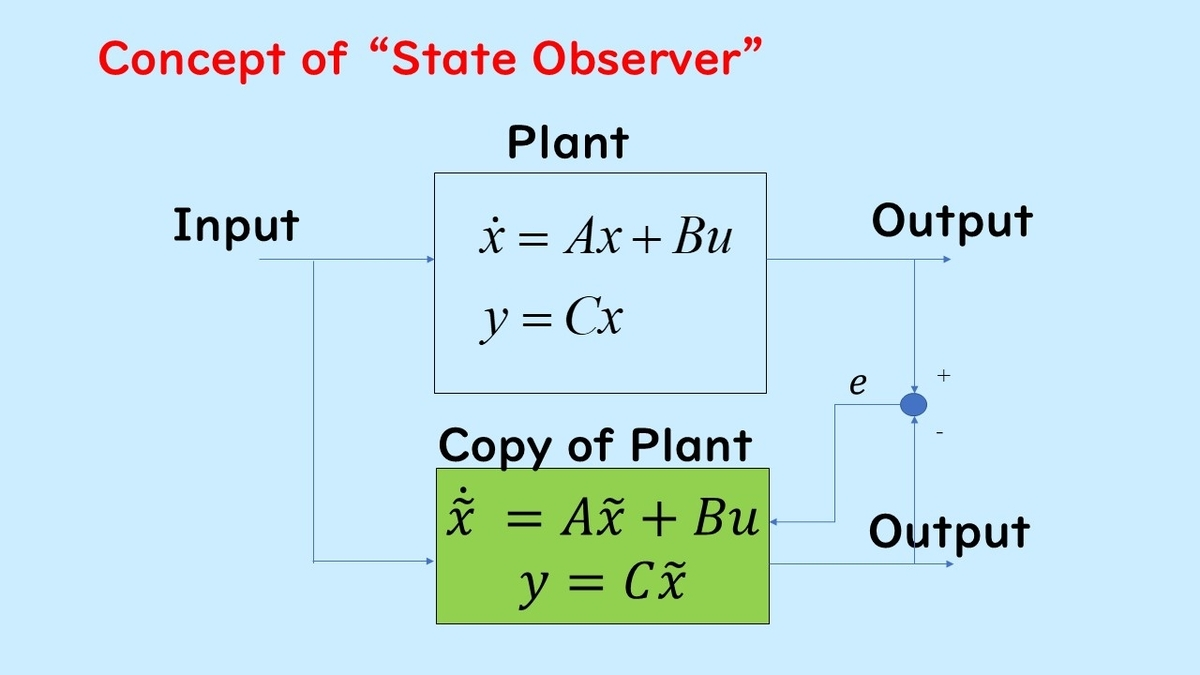 Concept of “State Observer”
Plant
Input
Output
ẋ = Ax + Bu
y = Cx
e
+
-
Copy of Plant
Output
x̃̇ = Ax̃ + Bu
y = Cx̃